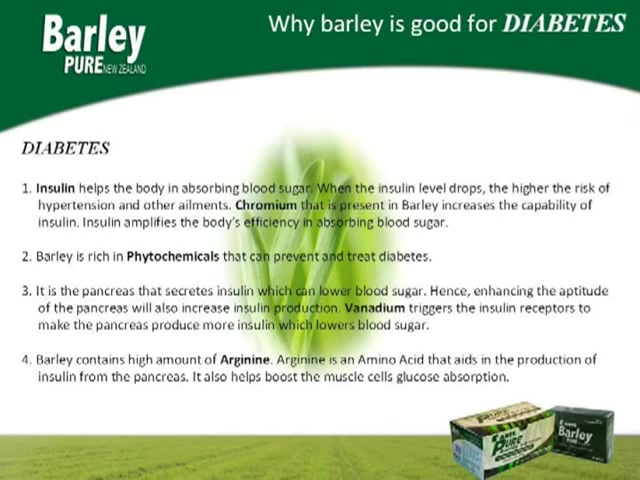 Why barley is good for DIABETES
Barley
PURE NEW ZEALAND
DIABETES
1. Insulin helps the body in absorbing blood sugar. When the insulin level drops, the higher the risk of
hypertension and other ailments. Chromium that is present in Barley increases the capability of
insulin. Insulin amplifies the body's efficiency in absorbing blood sugar.
2. Barley is rich in Phytochemicals that can prevent and treat diabetes.
3. It is the pancreas that secretes insulin which can lower blood sugar. Hence, enhancing the aptitude
of the pancreas will also increase insulin production. Vanadium triggers the insulin receptors to
make the pancreas produce more insulin which lowers blood sugar.
4. Barley contains high amount of Arginine. Arginine is an Amino Acid that aids in the production of
insulin from the pancreas. It also helps boost the muscle cells glucose absorption.
PURE
Barley
PURE